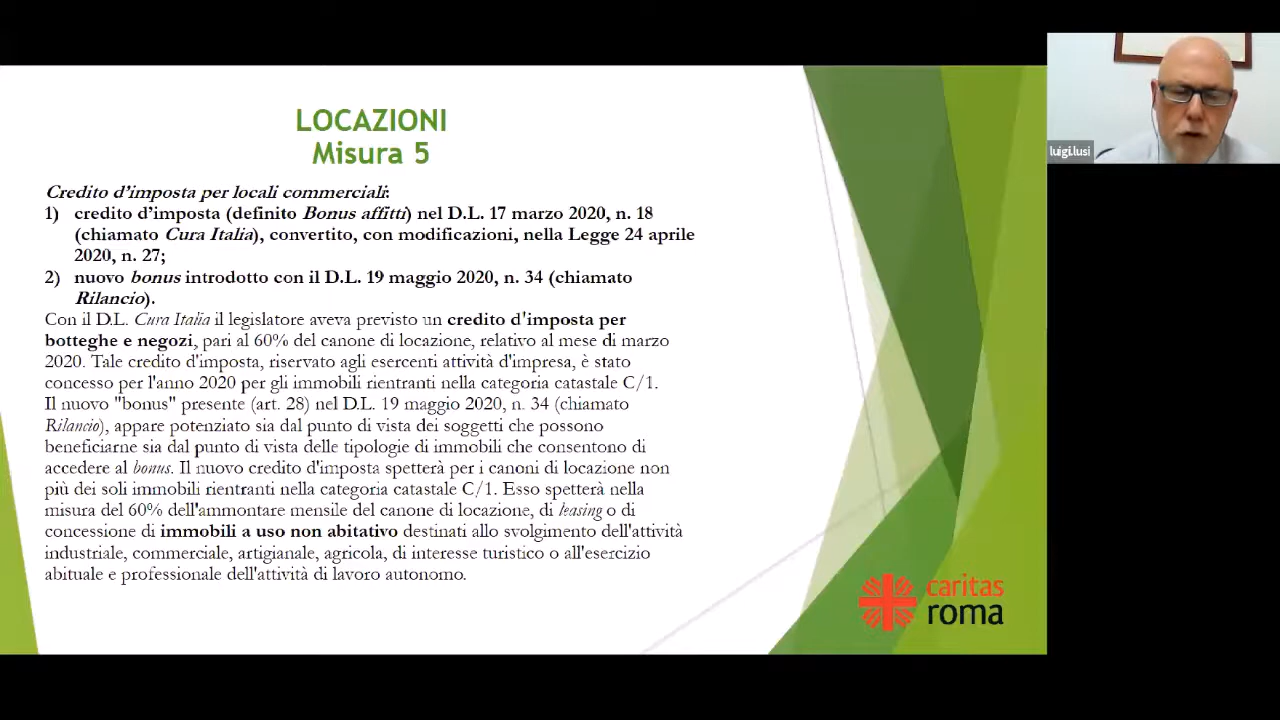 LOCAZIONI
Misura 5
Credito d'imposta per locali commerciali:
1) credito d'imposta (definito Bonus affitti) nel D.L. 17 marzo 2020, n. 18
(chiamato Cura Italia), convertito, con modificazioni, nella Legge 24 aprile
2020, n. 27;
2) nuovo bonus introdotto con il D.L. 19 maggio 2020, n. 34 (chiamato
Rilancio).
Con il D.L. Cura Italia il legislatore aveva previsto un credito d'imposta per
botteghe e negozi, pari al 60% del canone di locazione, relativo al mese di marzo
2020. Tale credito d'imposta, riservato agli esercenti attività d'impresa, è stato
concesso per l'anno 2020 per gli immobili rientranti nella categoria catastale C/1.
Il nuovo "bonus" presente (art. 28) nel D.L. 19 maggio 2020, n. 34 (chiamato
Rilancio), appare potenziato sia dal punto di vista dei soggetti che possono
beneficiarne sia dal punto di vista delle tipologie di immobili che consentono di
accedere al bonus. Il nuovo credito d'imposta spetterà per i canoni di locazione non
più dei soli immobili rientranti nella categoria catastale C/1. Esso spetterà nella
misura del 60% dell'ammontare mensile del canone di locazione, di leasing o di
concessione di immobili a uso non abitativo destinati allo svolgimento dell'attività
industriale, commerciale, artigianale, agricola, di interesse turistico o all'esercizio
abituale e professionale dell'attività di lavoro autonomo.
caritas
roma
luigi.lusi